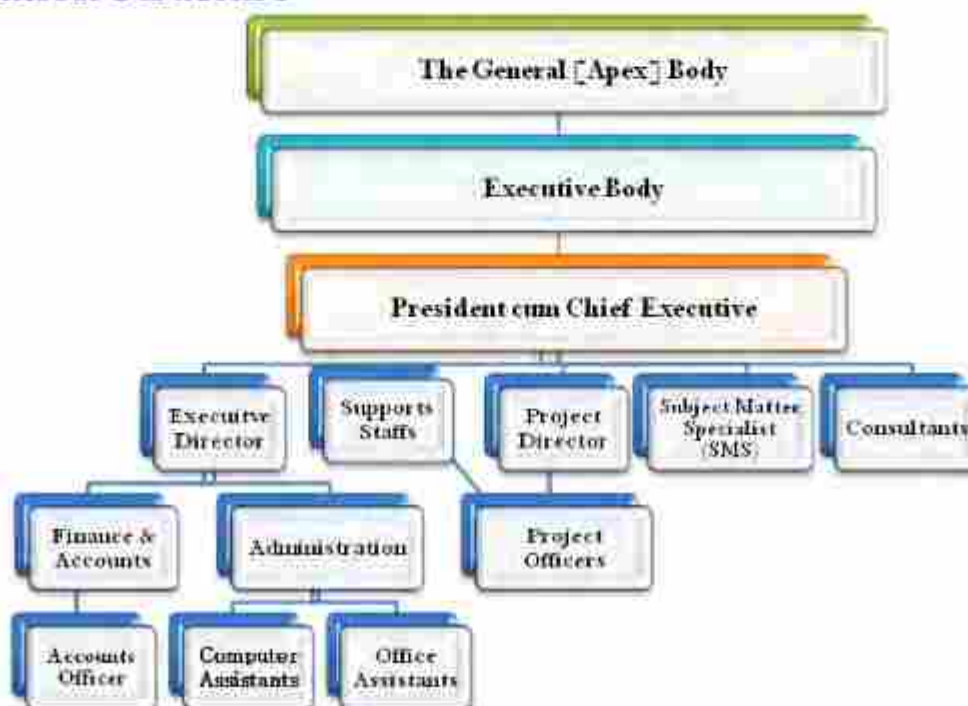 The General [Apex] Body
Executive Body
President cum Chief Executive
Execuitve
Director
Supports
Staffs
Project
Director
Subject Matter
Specialist
(SMS)
Consultants
Finance &
Accounts
Administration
Project
Officers
Accounts
Officer
Computer
Assistants
Office
Assistants